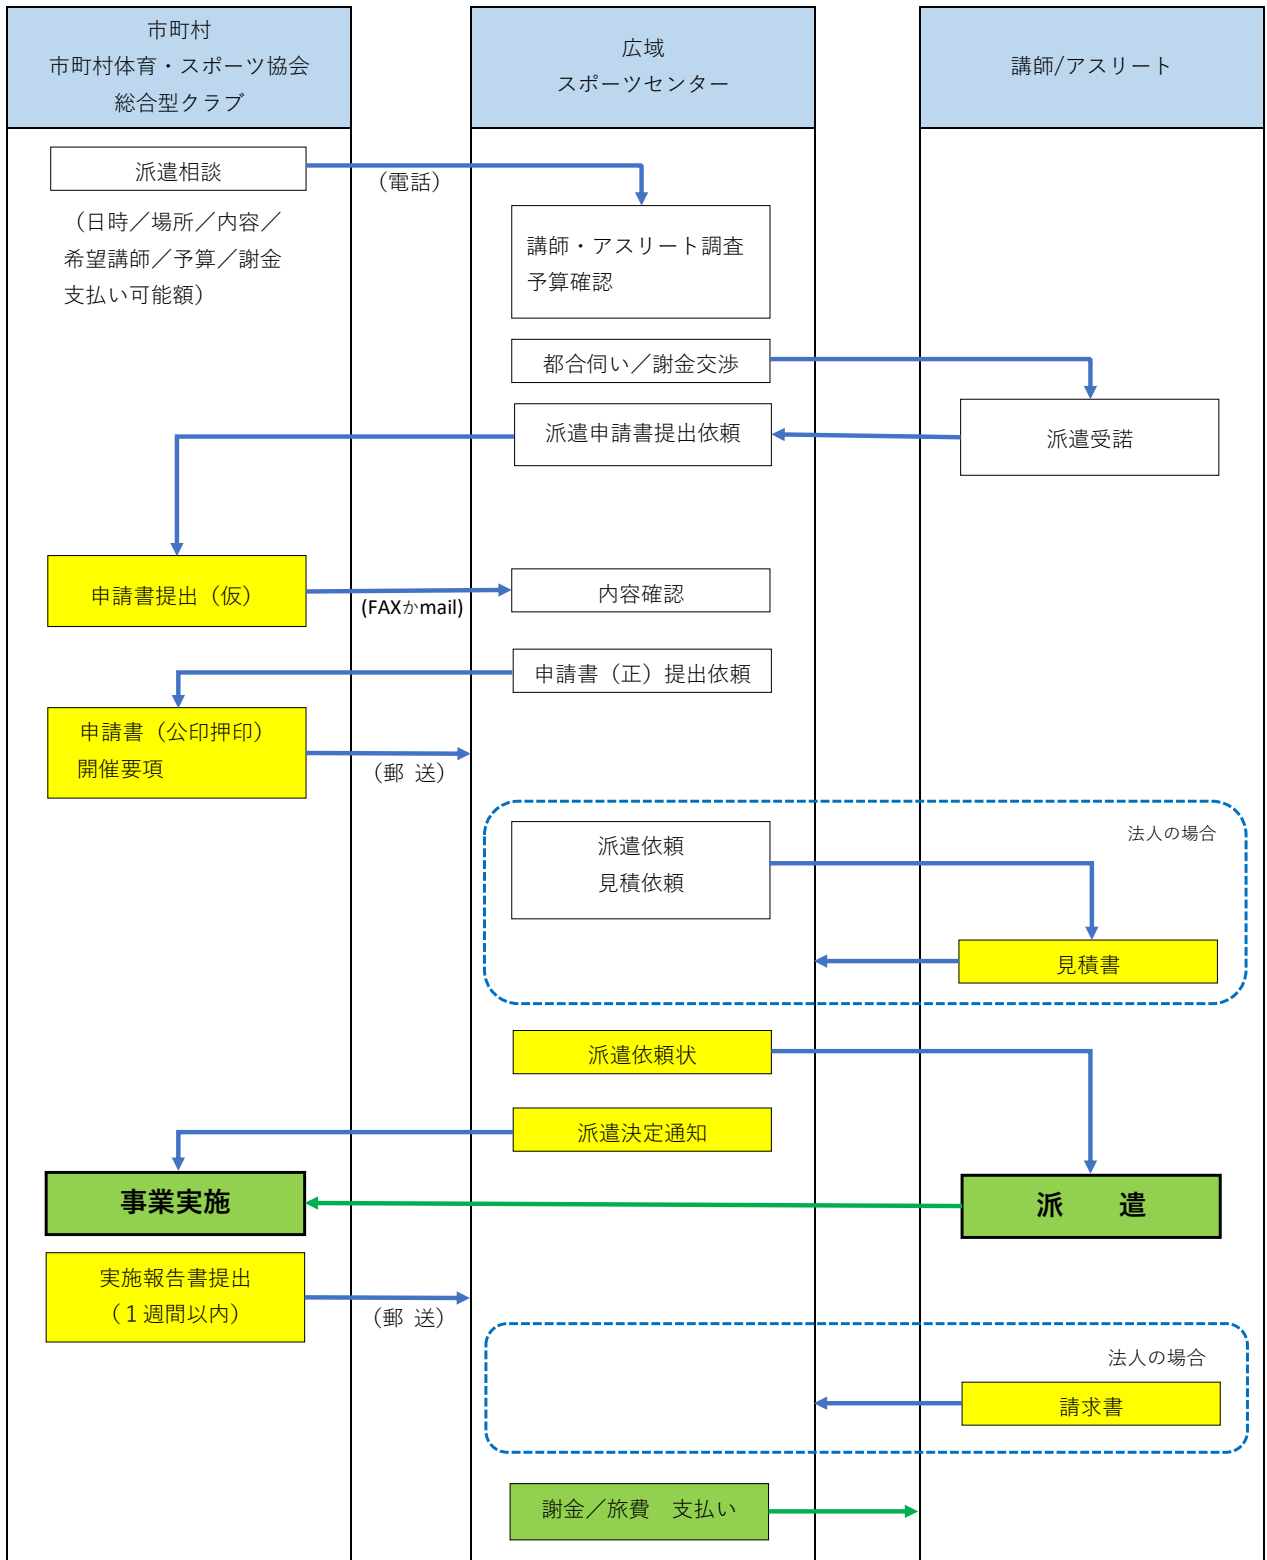 市町村
市町村体育・スポーツ協会
総合型クラブ
広域
スポーツセンター
講師/アスリート
派遣相談
（電話）
（日時／場所／内容／
希望講師／予算／謝金
支払い可能額）
講師・アスリート調査
予算確認
都合伺い／謝金交渉
派遣申請書提出依頼
派遣受諾
申請書提出（仮）
(FAXかmail)
内容確認
申請書（正）提出依頼
申請書（公印押印）
開催要項
（郵 送）
法人の場合
派遣依頼
見積依頼
見積書
派遣依頼状
派遣決定通知
事業実施
派　　遣
実施報告書提出
（１週間以内）
（郵 送）
法人の場合
請求書
謝金／旅費　支払い